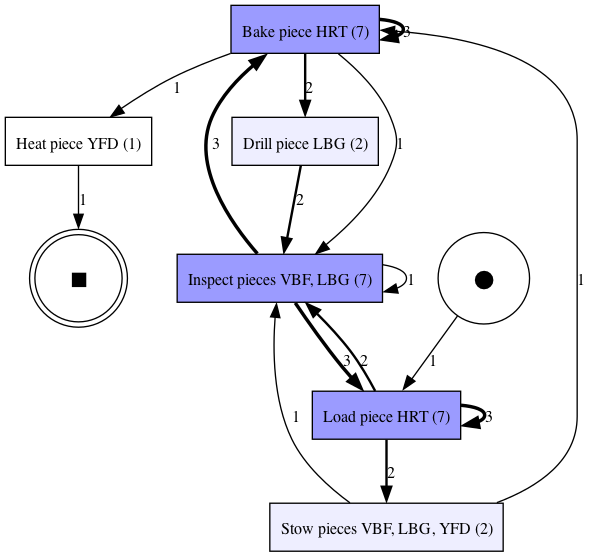 Bake piece HRT (7)
3
1
2
Heat piece YFD (1)
3
Drill piece LBG (2)
1
1
2
Inspect pieces VBF, LBG (7)
1
1
3
2
1
Load piece HRT (7)
3
1
2
Stow pieces VBF, LBG, YFD (2)